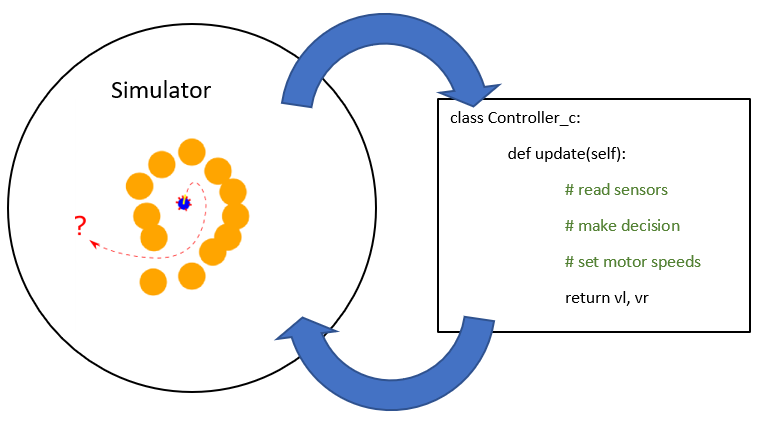 Simulator
?
class Controller_c:
def update(self):
# read sensors
# make decision
# set motor speeds
return vl, vr